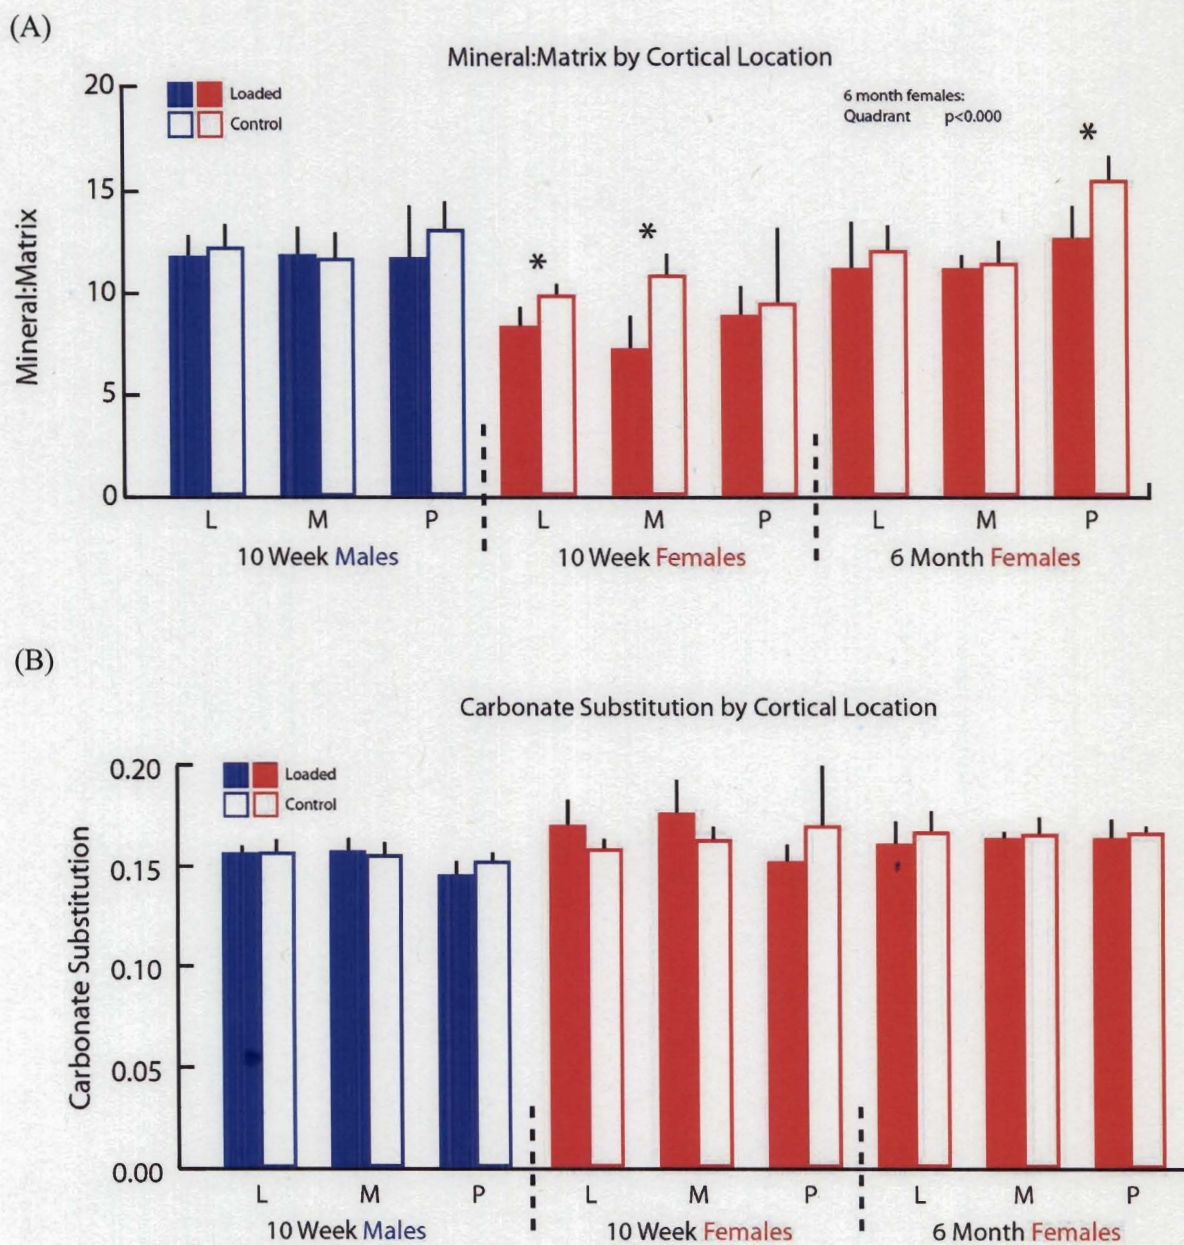 (A)
Mineral:Matrix by Cortical Location
20
15
10
5
0
Mineral:Matrix
Loaded
Control
6 month females:
Quadrant p<0.000
*
*
*
L M P L M P L M P
10 Week Males 10 Week Females 6 Month Females
(B)
Carbonate Substitution by Cortical Location
0.20
0.15
0.10
0.05
0.00
Carbonate Substitution
Loaded
Control
L M P L M P L M P
10 Week Males 10 Week Females 6 Month Females